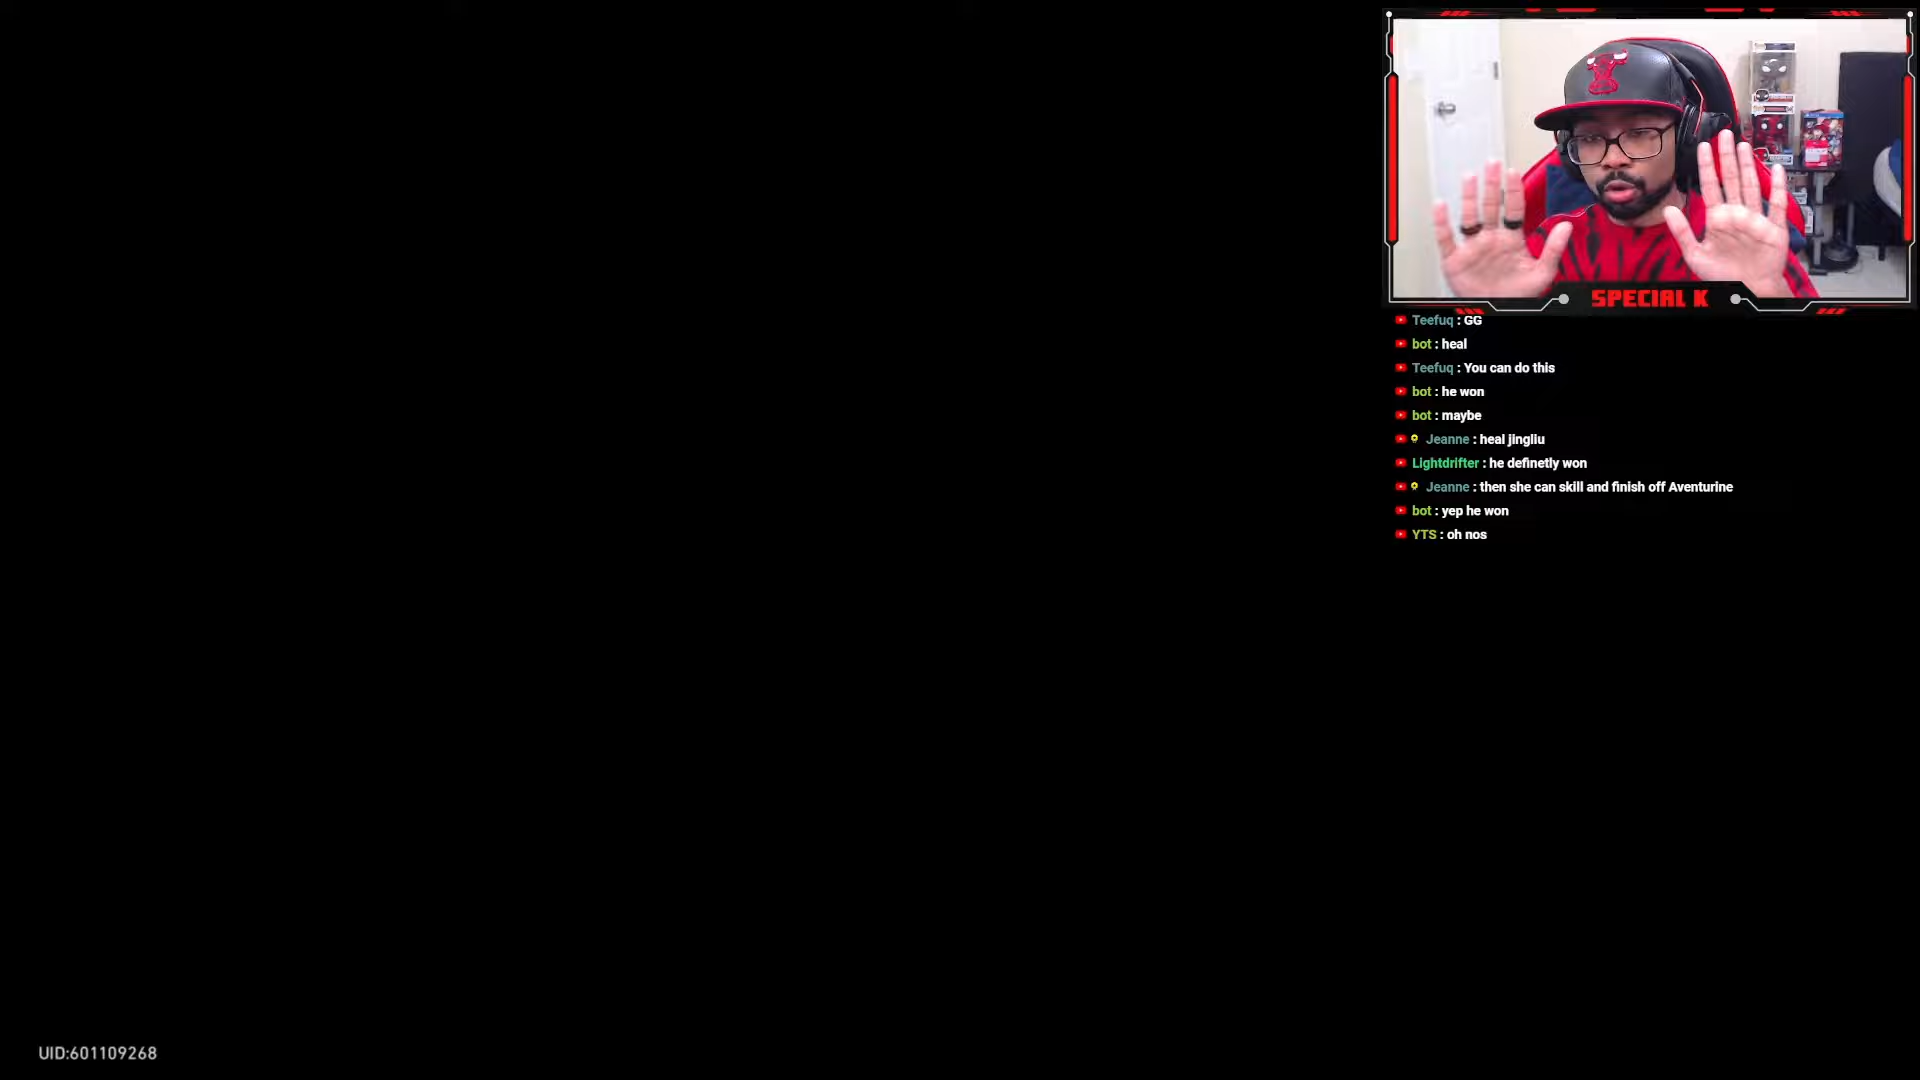 SPECIAL K
Teefuq : GG
bot : heal
Teefuq : You can do this
bot : he won
bot : maybe
Jeanne : heal jingliu
Lightdrifter : he definetly won
Jeanne : then she can skill and finish off Aventurine
bot : yep he won
YTS : oh nos
UID:601109268